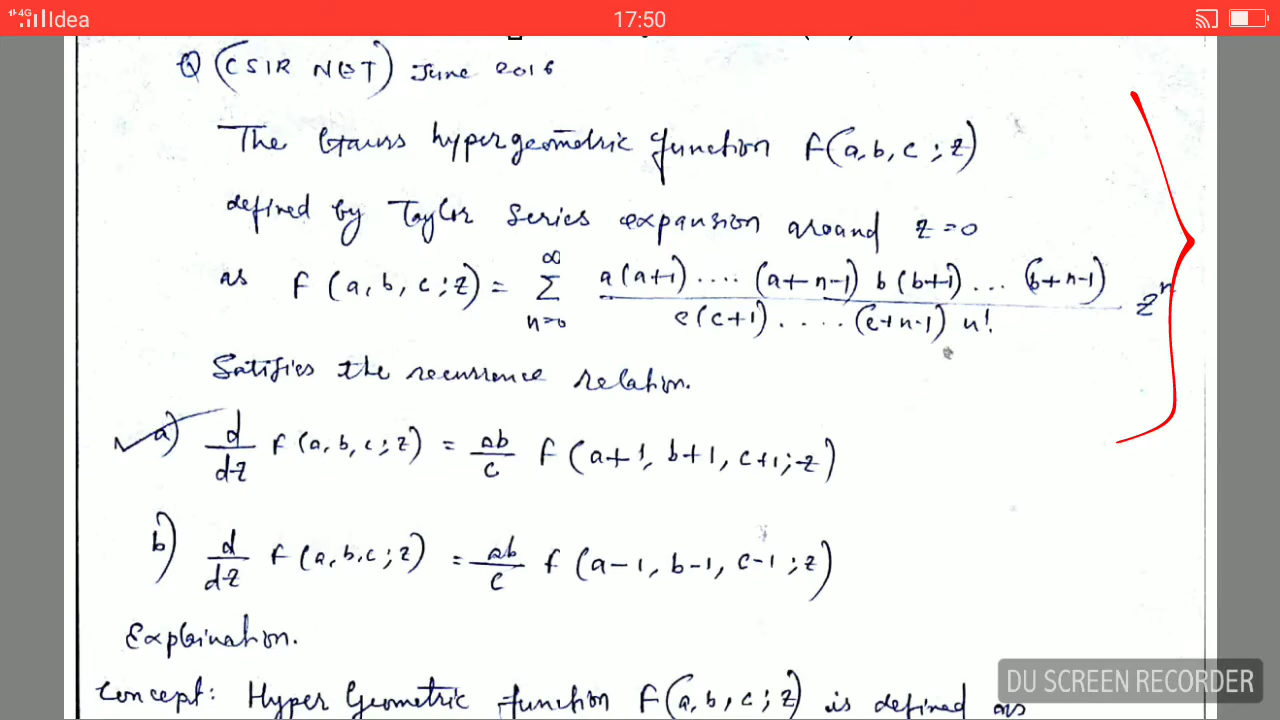 4G Idea 17:50
Q (CSIR NET) June 2016
The Gauss hypergeometric function F(a, b, c ; z)
defined by Taylor Series expansion around z=0
as F (a, b, c ; z) = ∞ Σ n=0 a(a+1) .... (a+n-1) b(b+1) ... (b+n-1) / c(c+1) ..... (c+n-1) n! z^n
Satifies the recurrence relation.
a) d/dz F(a, b, c ; z) = ab/c F(a+1, b+1, c+1 ; z)
b) d/dz F(a, b, c ; z) = ab/c F(a-1, b-1, c-1 ; z)
Explaination.
Concept: Hyper Geometric function F(a, b, c ; z) is defined as
DU SCREEN RECORDER